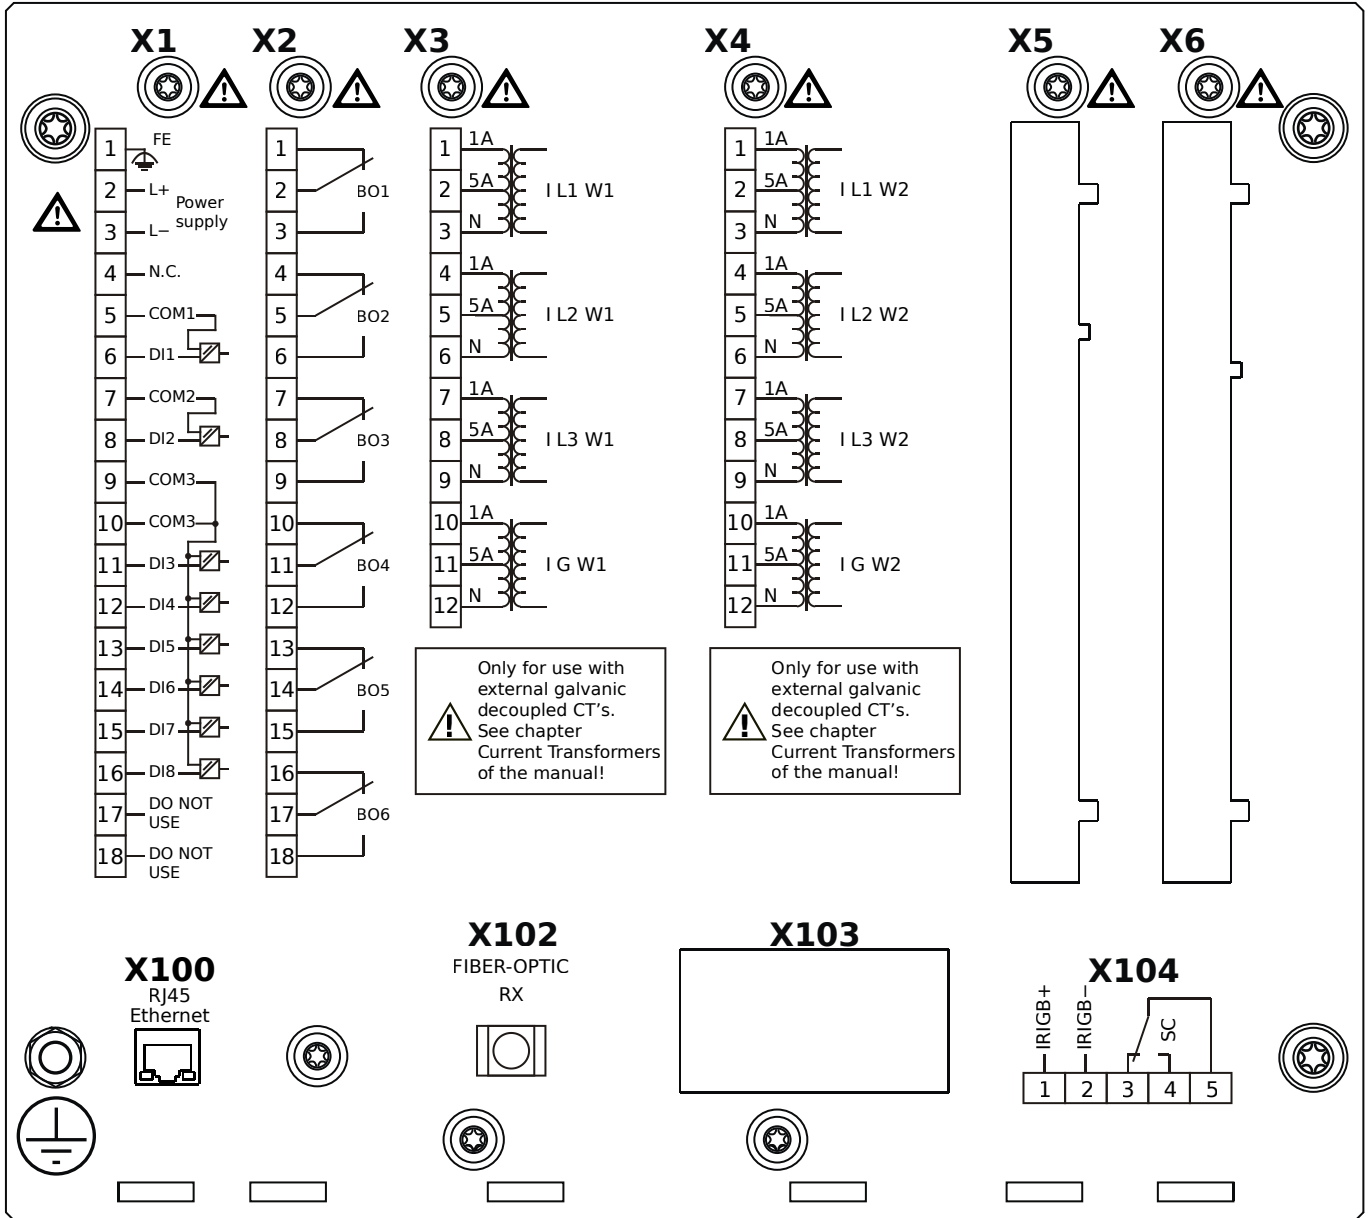 X1
X2
X3
X4
X5
X6
1 FE
2 L+
Power
supply
3 L−
4 N.C.
5 COM1
6 DI1
7 COM2
8 DI2
9 COM3
10 COM3
11 DI3
12 DI4
13 DI5
14 DI6
15 DI7
16 DI8
17 DO NOT
USE
18 DO NOT
USE
1
2 BO1
3
4
5 BO2
6
7
8 BO3
9
10
11 BO4
12
13
14 BO5
15
16
17 BO6
18
1 1A
2 5A I L1 W1
3 N
4 1A
5 5A I L2 W1
6 N
7 1A
8 5A I L3 W1
9 N
10 1A
11 5A I G W1
12 N
Only for use with
external galvanic
decoupled CT's.
See chapter
Current Transformers
of the manual!
1 1A
2 5A I L1 W2
3 N
4 1A
5 5A I L2 W2
6 N
7 1A
8 5A I L3 W2
9 N
10 1A
11 5A I G W2
12 N
Only for use with
external galvanic
decoupled CT's.
See chapter
Current Transformers
of the manual!
X100
RJ45
Ethernet
X102
FIBER-OPTIC
RX
X103
X104
IRIGB+
IRIGB−
SC
1 2 3 4 5